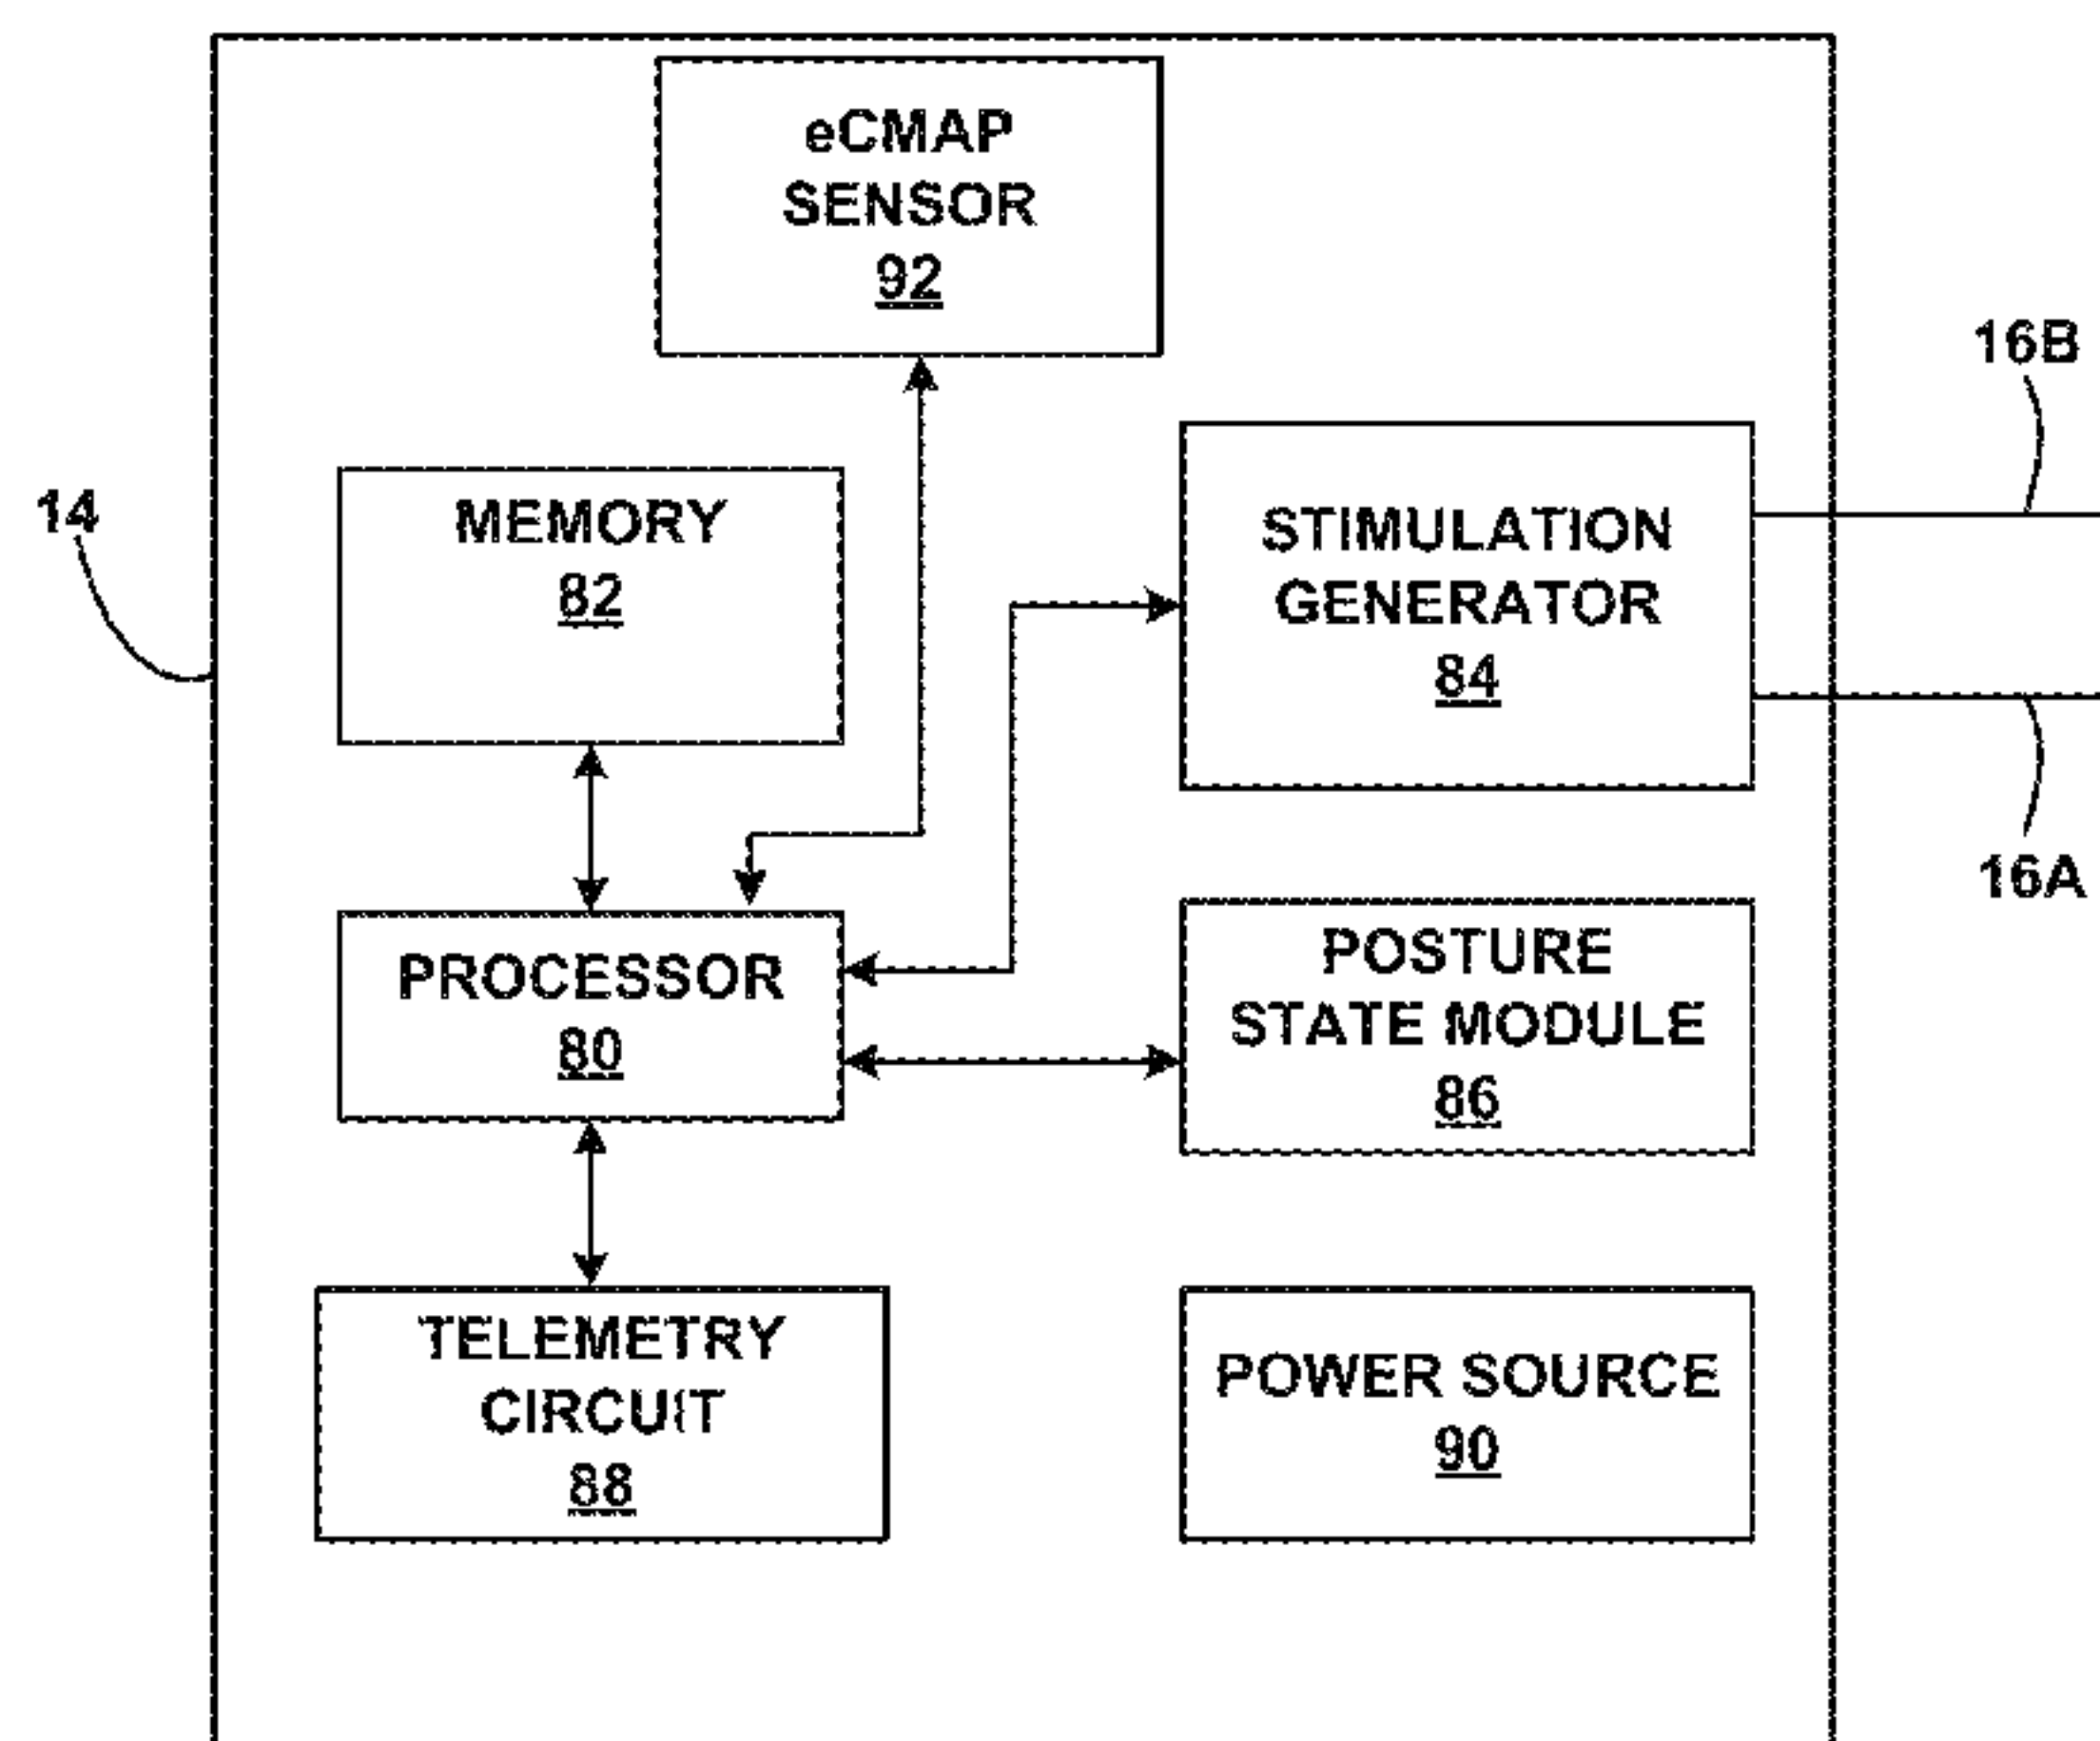 eCMAP
SENSOR
92
16B
14
MEMORY
82
STIMULATION
GENERATOR
84
16A
PROCESSOR
80
POSTURE
STATE MODULE
86
TELEMETRY
CIRCUIT
88
POWER SOURCE
90